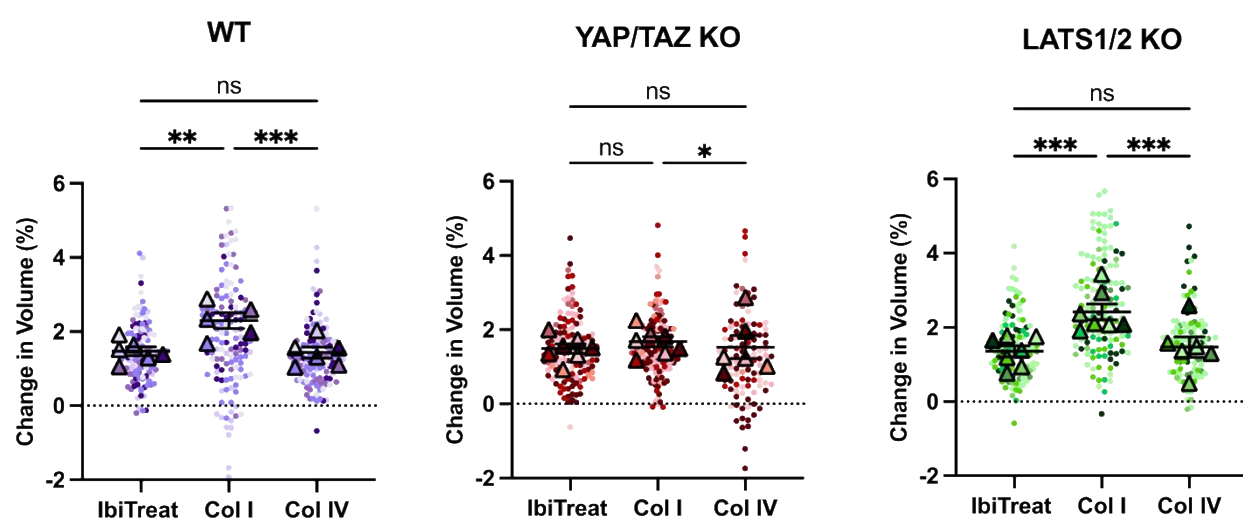 WT
ns
** ***
Change in Volume (%)
6
4
2
0
-2
IbiTreat Col I Col IV
YAP/TAZ KO
ns
ns *
Change in Volume (%)
6
4
2
0
-2
IbiTreat Col I Col IV
LATS1/2 KO
ns
*** ***
Change in Volume (%)
6
4
2
0
-2
IbiTreat Col I Col IV